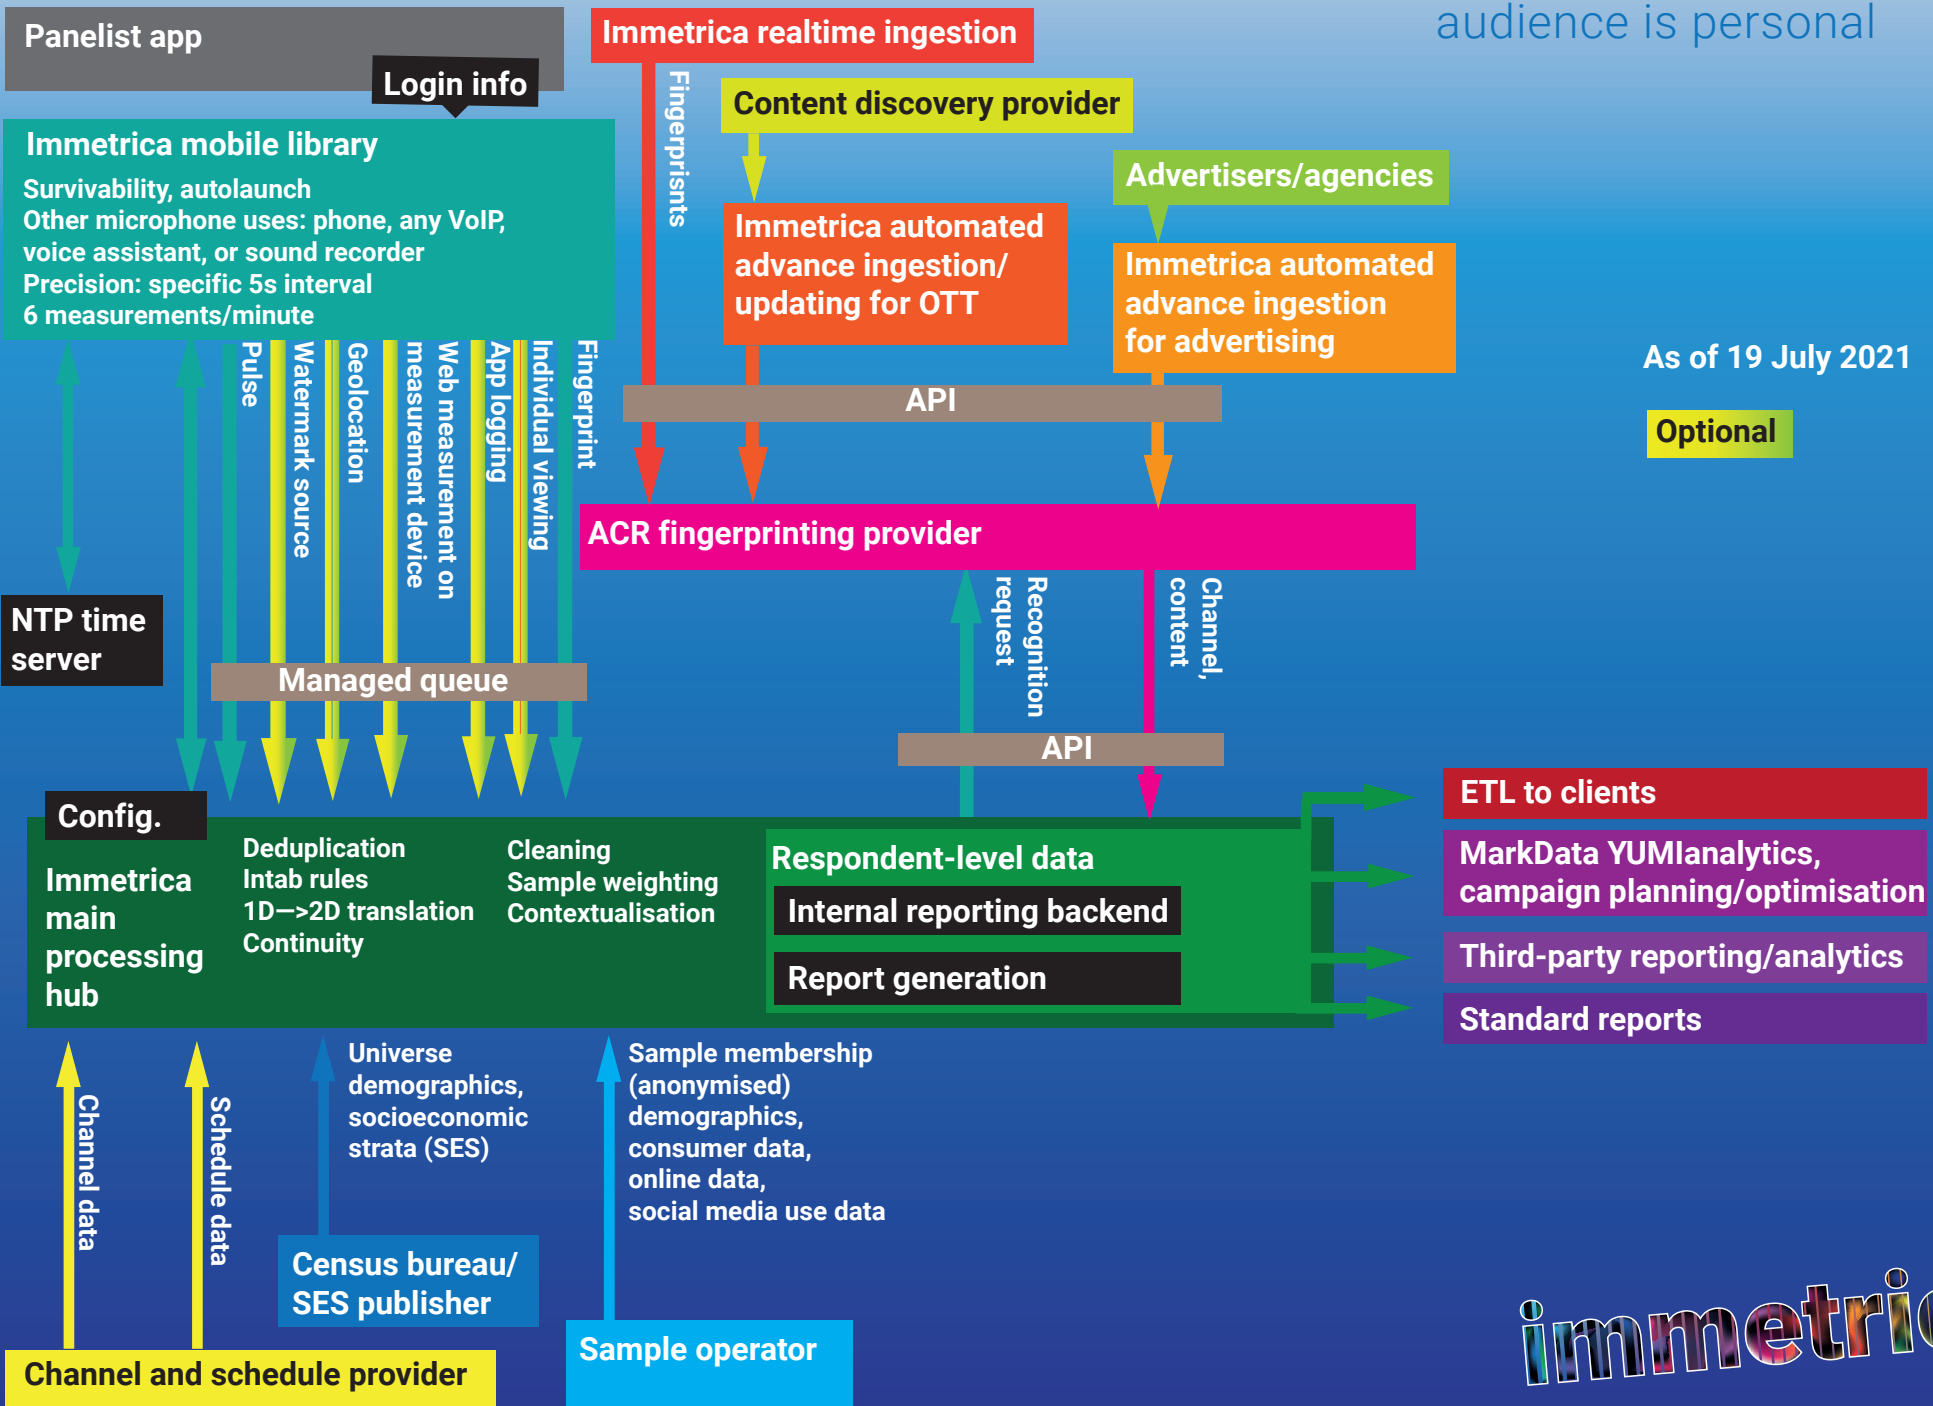 audience is personal
Panelist app
Login info
Immetrica realtime ingestion
Fingerprisnts
Content discovery provider
Advertisers/agencies
Immetrica mobile library
Survivability, autolaunch
Other microphone uses: phone, any VoIP,
voice assistant, or sound recorder
Precision: specific 5s interval
6 measurements/minute
Immetrica automated
advance ingestion/
updating for OTT
Immetrica automated
advance ingestion
for advertising
As of 19 July 2021
Optional
API
Pulse
Watermark source
Geolocation
Web measurement on
measurement device
App logging
Individual viewing
Fingerprint
ACR fingerprinting provider
NTP time
server
Managed queue
Recognition
request
Channel,
content
API
Config.
Immetrica
main
processing
hub
Deduplication
Intab rules
1D—>2D translation
Continuity
Cleaning
Sample weighting
Contextualisation
Respondent-level data
Internal reporting backend
Report generation
ETL to clients
MarkData YUMIanalytics,
campaign planning/optimisation
Third-party reporting/analytics
Standard reports
Channel data
Schedule data
Universe
demographics,
socioeconomic
strata (SES)
Sample membership
(anonymised)
demographics,
consumer data,
online data,
social media use data
Census bureau/
SES publisher
Sample operator
Channel and schedule provider
immetric